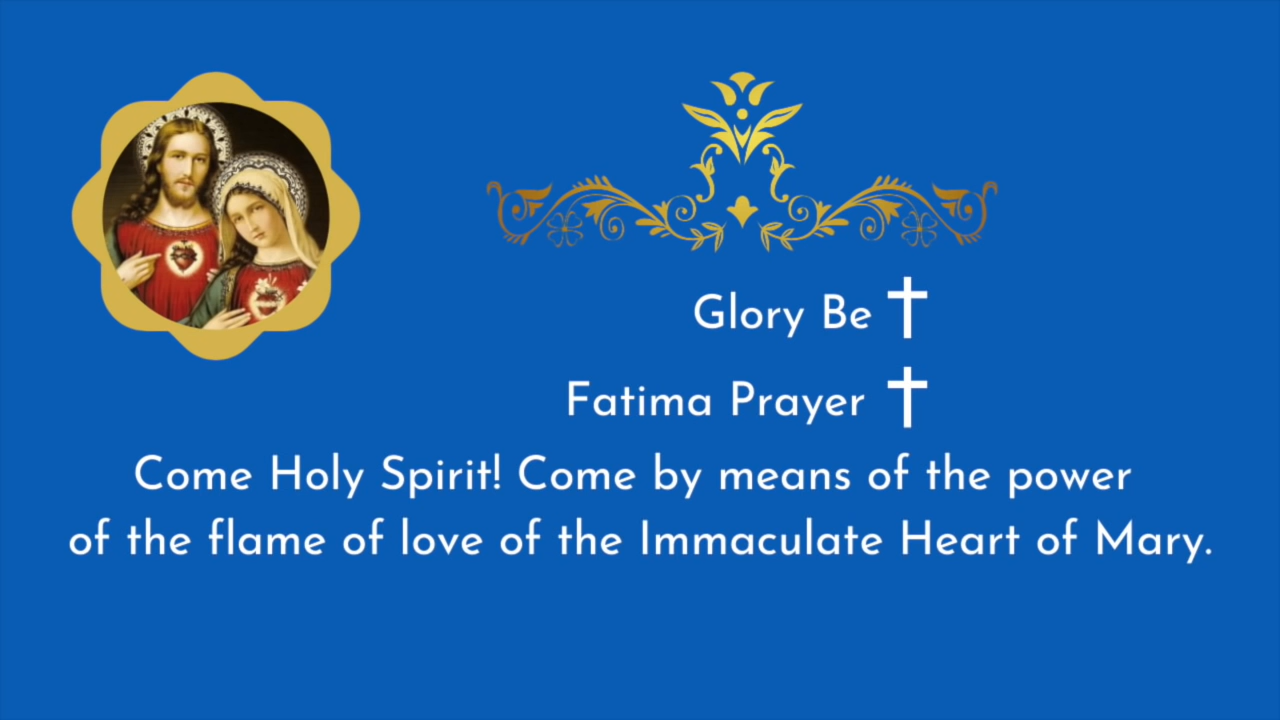 Glory Be ✝
Fatima Prayer ✝
Come Holy Spirit! Come by means of the power
of the flame of love of the Immaculate Heart of Mary.